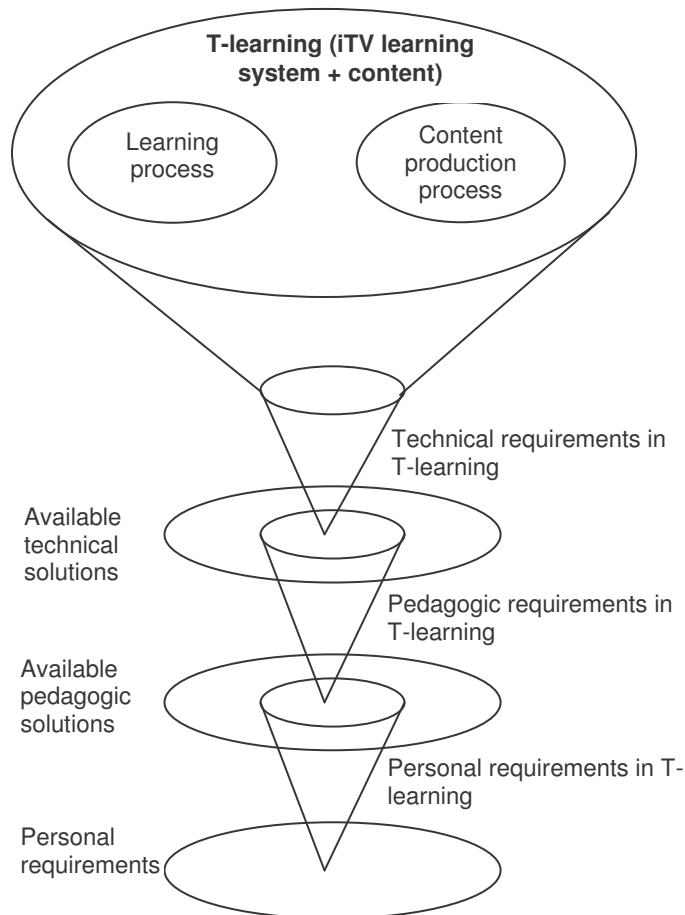 T-learning (iTV learning
system + content)
Learning
process
Content
production
process
Technical requirements in
T-learning
Available
technical
solutions
Pedagogic requirements in
T-learning
Available
pedagogic
solutions
Personal requirements in T-
learning
Personal
requirements